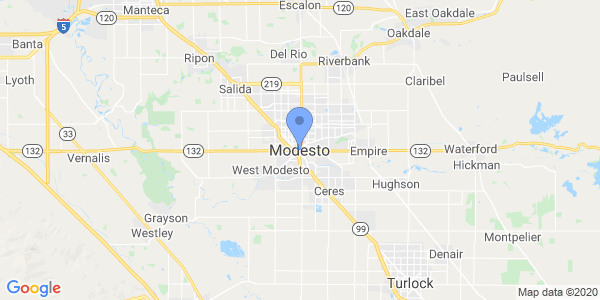 Escalon
East Oakdale
Manteca
120
120
5
Oakdale
Banta
Del Rio
Riverbank
120
Ripon
Lyoth
Salida
219
Claribel
Paulsell
33
132
Vernalis
132
Modesto
Empire
132
Waterford
Hickman
West Modesto
Ceres
Hughson
Grayson
Westley
99
Montpelier
Denair
Turlock
Google
Map data ©2020